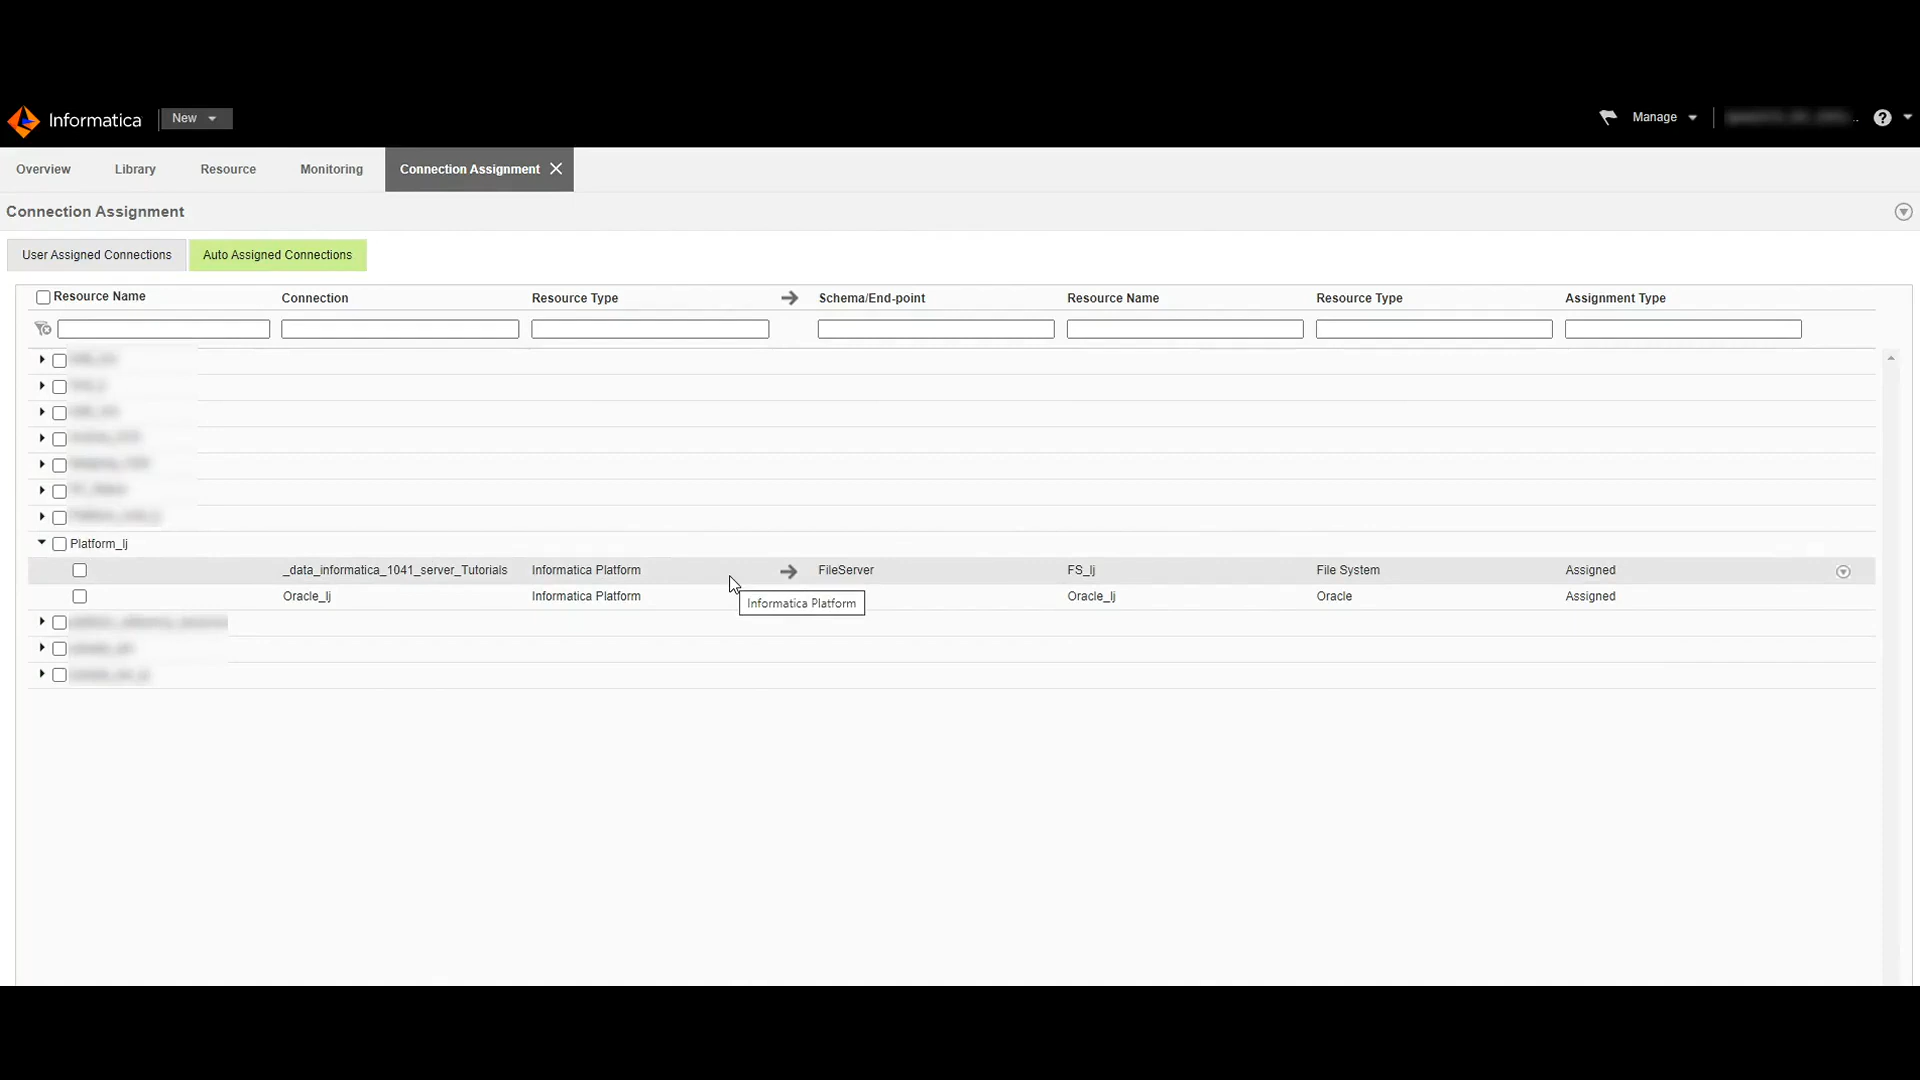 Informatica New Manage ?
Overview Library Resource Monitoring Connection Assignment
Connection Assignment
User Assigned Connections Auto Assigned Connections
Resource Name Connection Resource Type Schema/End-point Resource Name Resource Type Assignment Type
Platform_lj
_data_informatica_1041_server_Tutorials Informatica Platform FileServer FS_lj File System Assigned
Oracle_lj Informatica Platform Oracle_lj Oracle Assigned
Informatica Platform